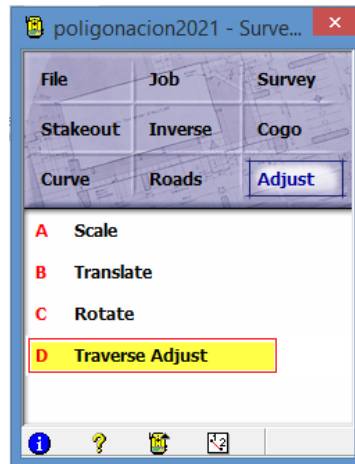 poligonacion2021 - Surve...
File Job Survey
Stakeout Inverse Cogo
Curve Roads Adjust
A Scale
B Translate
C Rotate
D Traverse Adjust